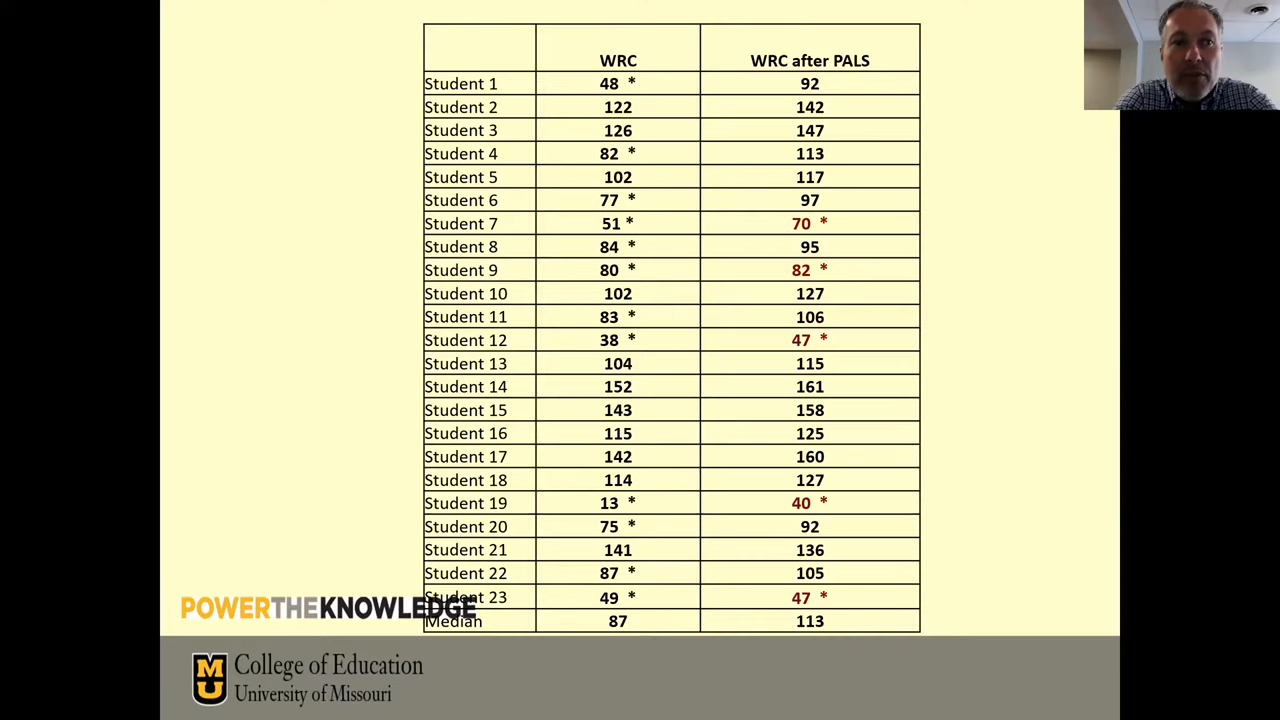 WRC WRC after PALS
Student 1 48 * 92
Student 2 122 142
Student 3 126 147
Student 4 82 * 113
Student 5 102 117
Student 6 77 * 97
Student 7 51 * 70 *
Student 8 84 * 95
Student 9 80 * 82 *
Student 10 102 127
Student 11 83 * 106
Student 12 38 * 47 *
Student 13 104 115
Student 14 152 161
Student 15 143 158
Student 16 115 125
Student 17 142 160
Student 18 114 127
Student 19 13 * 40 *
Student 20 75 * 92
Student 21 141 136
Student 22 87 * 105
Student 23 49 * 47 *
Median 87 113
POWERTHEKNOWLEDGE
MU
College of Education
University of Missouri